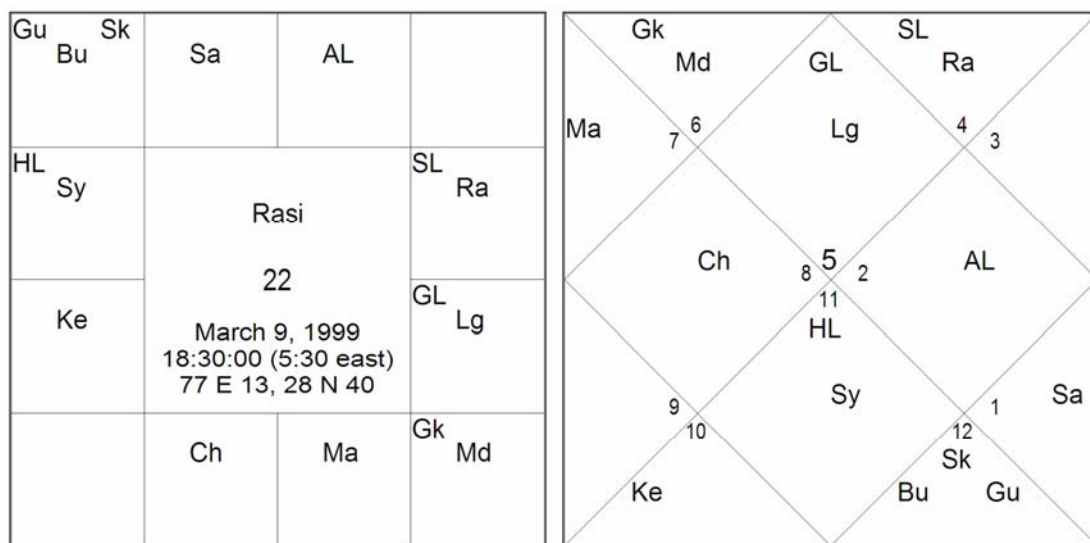 Gu Sk
Bu
Sa
AL
HL
Sy
SL
Ra
Rasi
22
Ke
GL
Lg
March 9, 1999
18:30:00 (5:30 east)
77 E 13, 28 N 40
Ch
Ma
Gk
Md
Gk
Md
GL
SL
Ra
Ma
7
6
Lg
4
3
Ch
8
5
2
AL
11
HL
Sy
9
10
1
Sa
12
Sk
Ke
Bu
Gu